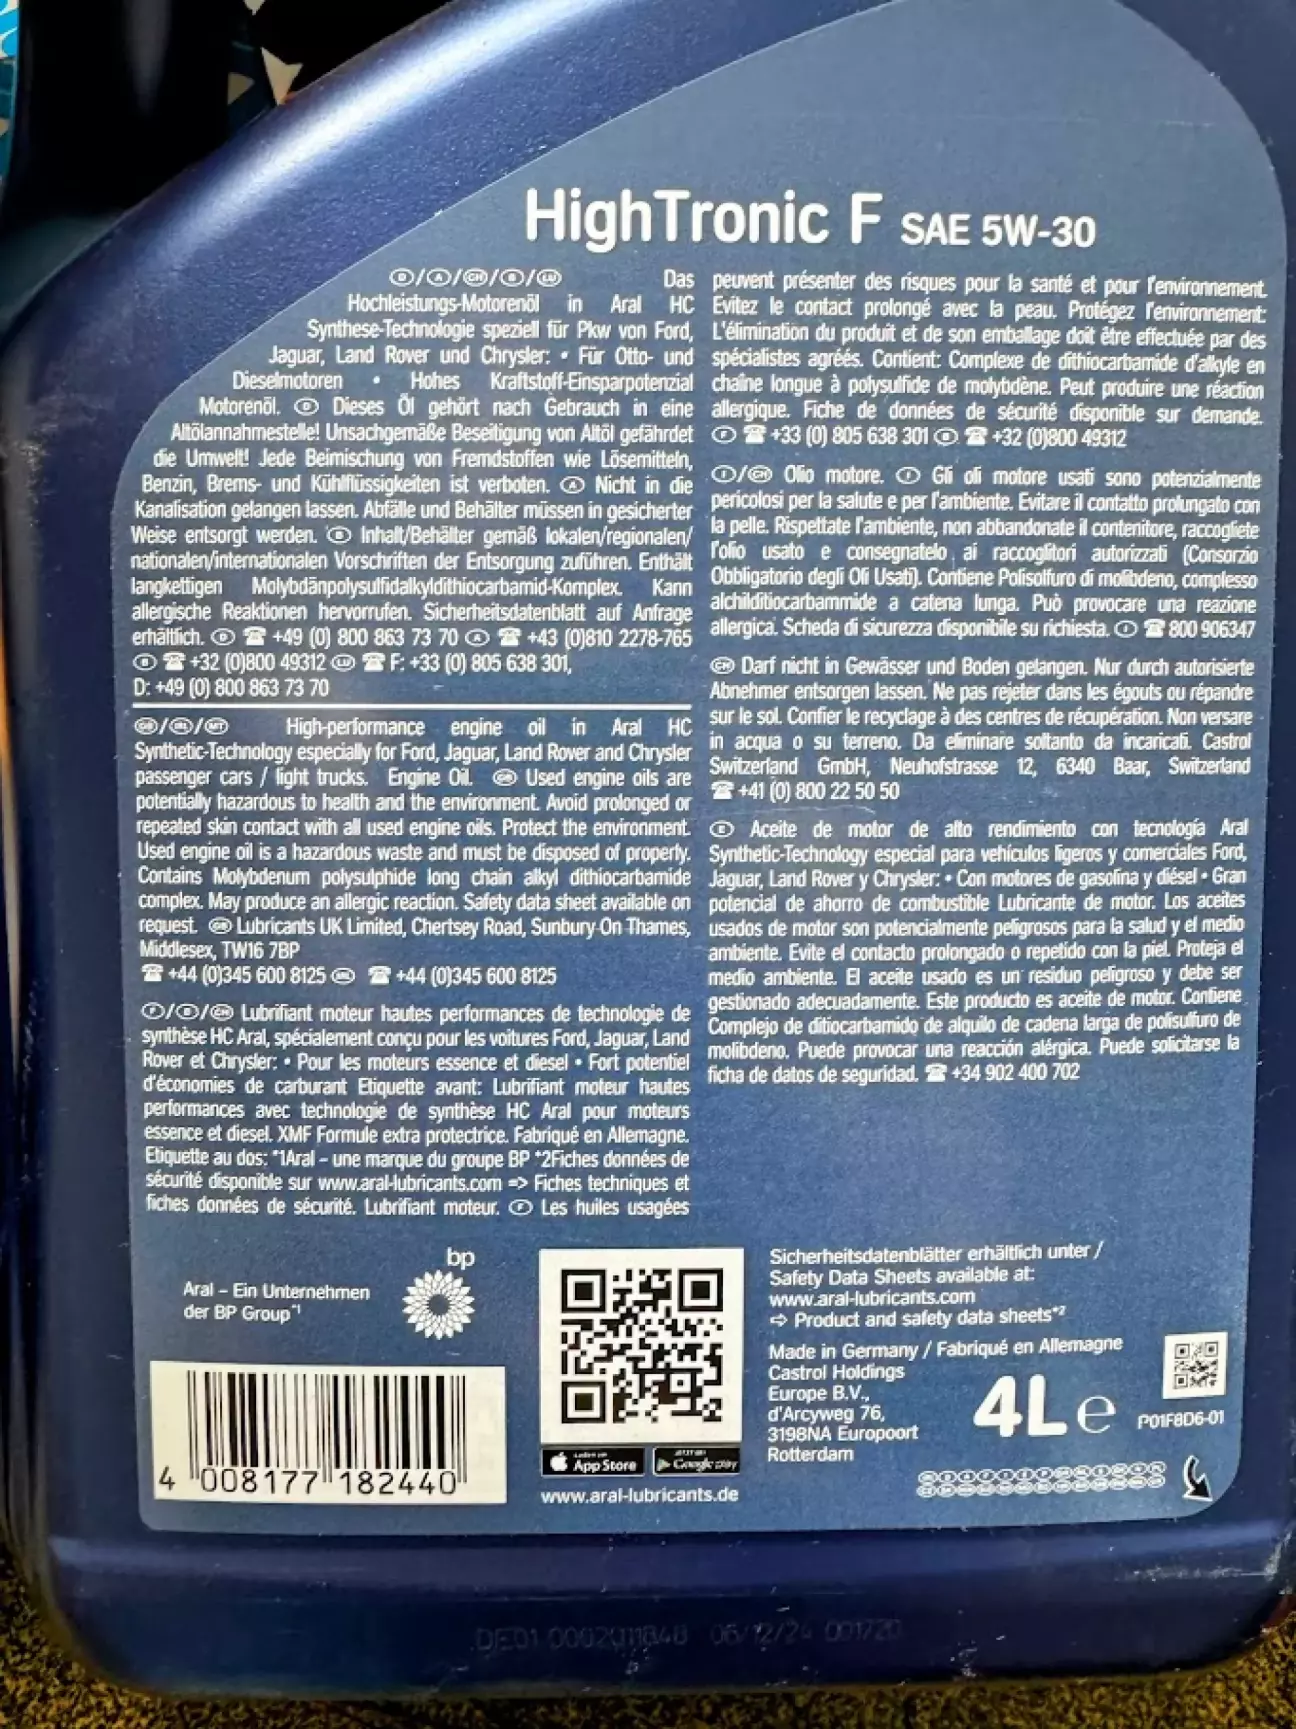 HighTronic F SAE 5W-30
D/A/CH/B/LU Das
Hochleistungs-Motorenöl in Aral HC
Synthese-Technologie speziell für Pkw von Ford,
Jaguar, Land Rover und Chrysler: • Für Otto- und
Dieselmotoren • Hohes Kraftstoff-Einsparpotenzial
Motorenöl. D Dieses Öl gehört nach Gebrauch in eine
Altölannahmestelle! Unsachgemäße Beseitigung von Altöl gefährdet
die Umwelt! Jede Beimischung von Fremdstoffen wie Lösemitteln,
Benzin, Brems- und Kühlflüssigkeiten ist verboten. A Nicht in die
Kanalisation gelangen lassen. Abfälle und Behälter müssen in gesicherter
Weise entsorgt werden. D Inhalt/Behälter gemäß lokalen/regionalen/
nationalen/internationalen Vorschriften der Entsorgung zuführen. Enthält
langkettigen Molybdänpolysulfidalkyldithiocarbamid-Komplex. Kann
allergische Reaktionen hervorrufen. Sicherheitsdatenblatt auf Anfrage
erhältlich. D ☎ +49 (0) 800 863 73 70 A ☎ +43 (0)810 2278-765
B ☎ +32 (0)800 49312 LU ☎ F: +33 (0) 805 638 301,
D: +49 (0) 800 863 73 70
GB/IRL/MT High-performance engine oil in Aral HC
Synthetic-Technology especially for Ford, Jaguar, Land Rover and Chrysler
passenger cars / light trucks. Engine Oil. GB Used engine oils are
potentially hazardous to health and the environment. Avoid prolonged or
repeated skin contact with all used engine oils. Protect the environment.
Used engine oil is a hazardous waste and must be disposed of properly.
Contains Molybdenum polysulphide long chain alkyl dithiocarbamide
complex. May produce an allergic reaction. Safety data sheet available on
request. GB Lubricants UK Limited, Chertsey Road, Sunbury On Thames,
Middlesex, TW16 7BP
☎ +44 (0)345 600 8125 IRL ☎ +44 (0)345 600 8125
F/B/CH Lubrifiant moteur hautes performances de technologie de
synthèse HC Aral, spécialement conçu pour les voitures Ford, Jaguar, Land
Rover et Chrysler: • Pour les moteurs essence et diesel • Fort potentiel
d'économies de carburant Etiquette avant: Lubrifiant moteur hautes
performances avec technologie de synthèse HC Aral pour moteurs
essence et diesel. XMF Formule extra protectrice. Fabriqué en Allemagne.
Etiquette au dos: *1Aral – une marque du groupe BP *2Fiches données de
sécurité disponible sur www.aral-lubricants.com => Fiches techniques et
fiches données de sécurité. Lubrifiant moteur. F Les huiles usagées
peuvent présenter des risques pour la santé et pour l'environnement.
Evitez le contact prolongé avec la peau. Protégez l'environnement:
L'élimination du produit et de son emballage doit être effectuée par des
spécialistes agréés. Contient: Complexe de dithiocarbamide d'alkyle en
chaîne longue à polysulfide de molybdène. Peut produire une réaction
allergique. Fiche de données de sécurité disponible sur demande.
F ☎ +33 (0) 805 638 301 B ☎ +32 (0)800 49312
I/CH Olio motore. I Gli oli motore usati sono potenzialmente
pericolosi per la salute e per l'ambiente. Evitare il contatto prolungato con
la pelle. Rispettate l'ambiente, non abbandonate il contenitore, raccogliete
l'olio usato e consegnatelo ai raccoglitori autorizzati (Consorzio
Obbligatorio degli Oli Usati). Contiene Polisolfuro di molibdeno, complesso
alchilditiocarbammide a catena lunga. Può provocare una reazione
allergica. Scheda di sicurezza disponibile su richiesta. I ☎ 800 906347
CH Darf nicht in Gewässer und Boden gelangen. Nur durch autorisierte
Abnehmer entsorgen lassen. Ne pas rejeter dans les égouts ou répandre
sur le sol. Confier le recyclage à des centres de récupération. Non versare
in acqua o su terreno. Da eliminare soltanto da incaricati. Castrol
Switzerland GmbH, Neuhofstrasse 12, 6340 Baar, Switzerland
☎ +41 (0) 800 22 50 50
E Aceite de motor de alto rendimiento con tecnología Aral
Synthetic-Technology especial para vehículos ligeros y comerciales Ford,
Jaguar, Land Rover y Chrysler: • Con motores de gasolina y diésel • Gran
potencial de ahorro de combustible Lubricante de motor. Los aceites
usados de motor son potencialmente peligrosos para la salud y el medio
ambiente. Evite el contacto prolongado o repetido con la piel. Proteja el
medio ambiente. El aceite usado es un residuo peligroso y debe ser
gestionado adecuadamente. Este producto es aceite de motor. Contiene
Complejo de ditiocarbamido de alquilo de cadena larga de polisulfuro de
molibdeno. Puede provocar una reacción alérgica. Puede solicitarse la
ficha de datos de seguridad. ☎ +34 902 400 702
bp
Aral – Ein Unternehmen
der BP Group*1
4 008177 182440
App Store
Google play
www.aral-lubricants.de
Sicherheitsdatenblätter erhältlich unter /
Safety Data Sheets available at:
www.aral-lubricants.com
⇨ Product and safety data sheets*2
Made in Germany / Fabriqué en Allemagne
Castrol Holdings
Europe B.V.,
d'Arcyweg 76,
3198NA Europoort
Rotterdam
4L e
P01F8D6-01
06/12/24 001720